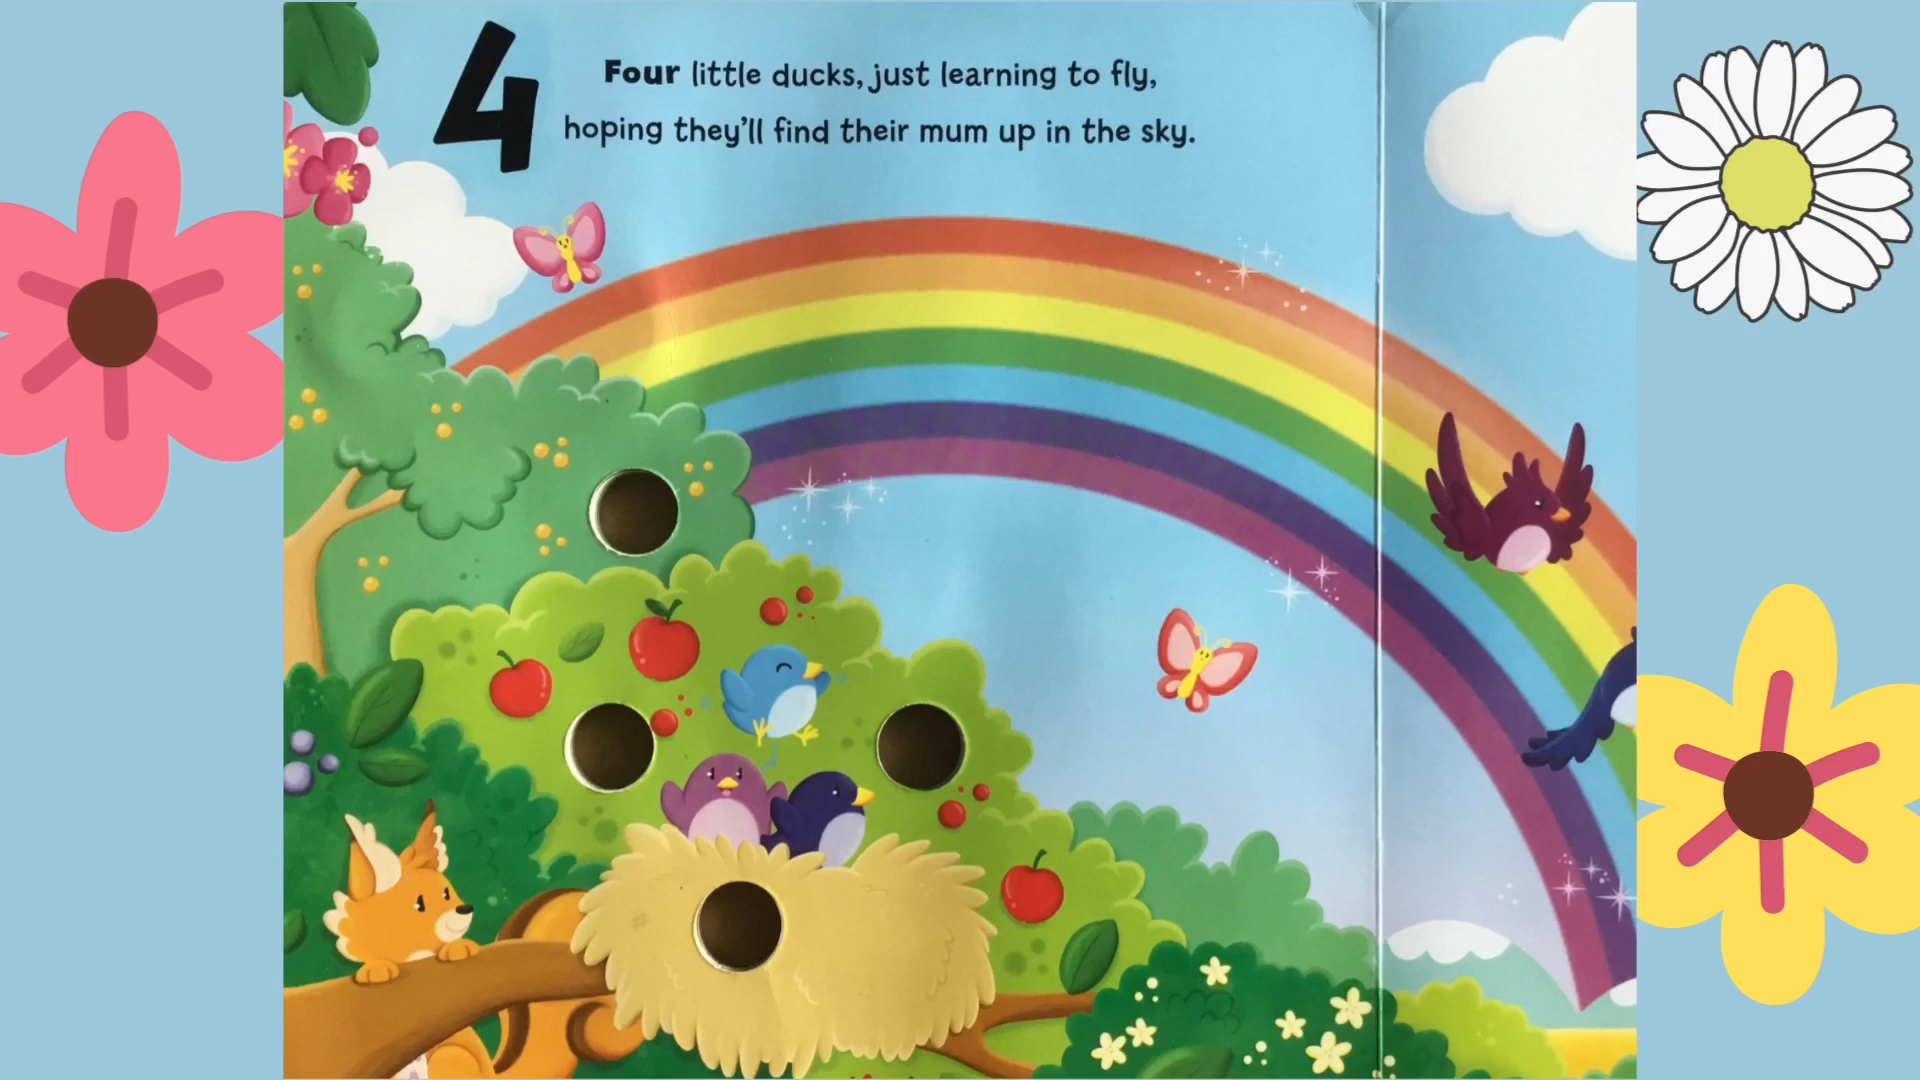 4
Four little ducks, just learning to fly,
hoping they'll find their mum up in the sky.